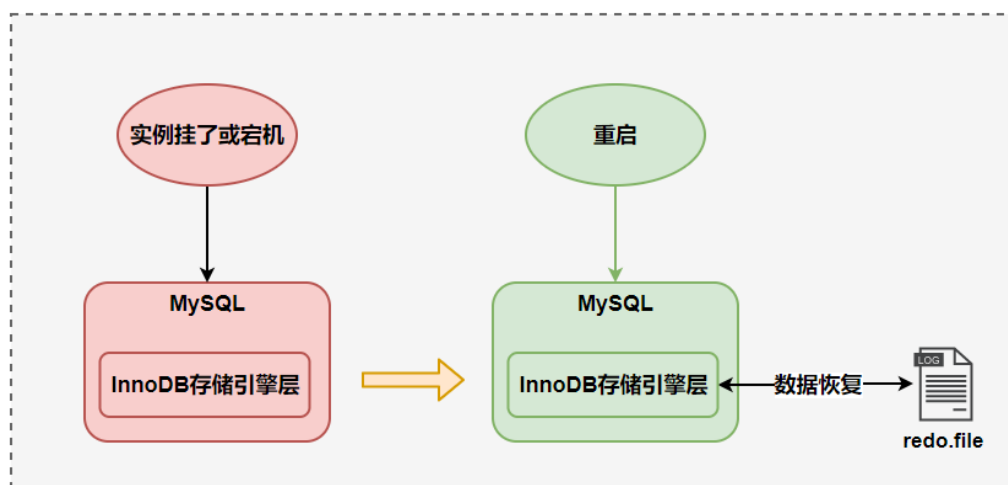 实例挂了或宕机
重启
MySQL
MySQL
InnoDB存储引擎层
InnoDB存储引擎层
数据恢复
LOG
redo.file